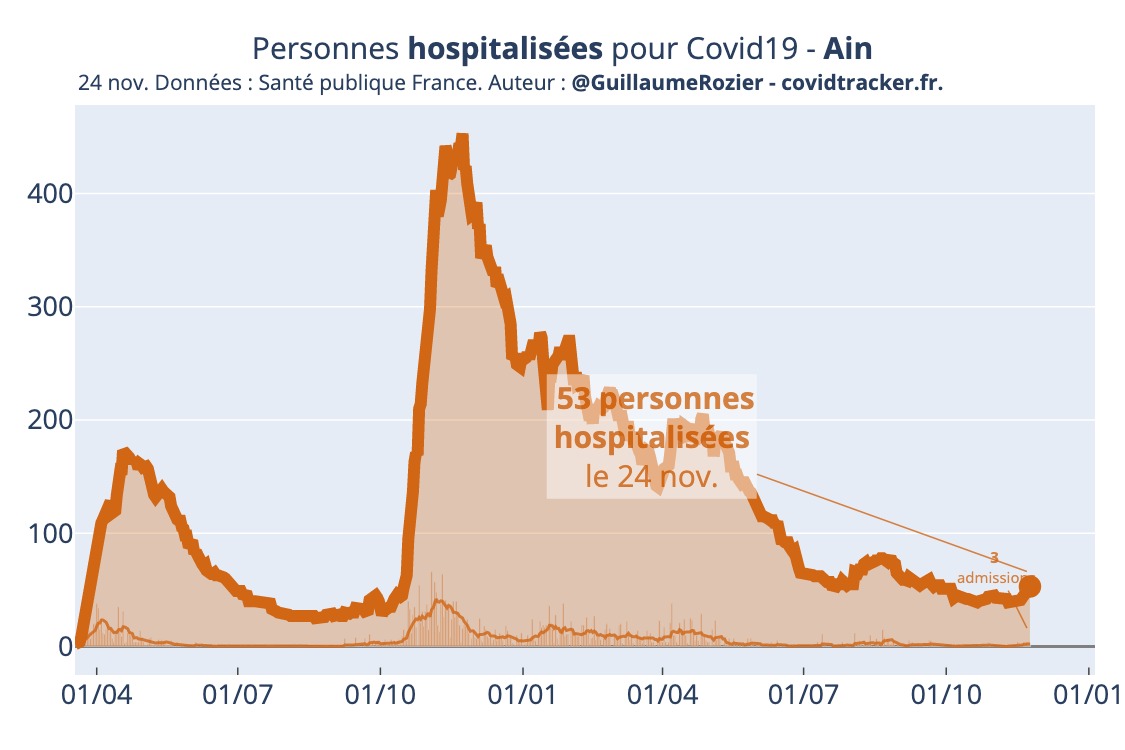 Personnes hospitalisées pour Covid19 - Ain
24 nov. Données : Santé publique France. Auteur : @GuillaumeRozier - covidtracker.fr.
400
300
200
100
0
53 personnes
hospitalisées
le 24 nov.
3
admission
01/04 01/07 01/10 01/01 01/04 01/07 01/10 01/01